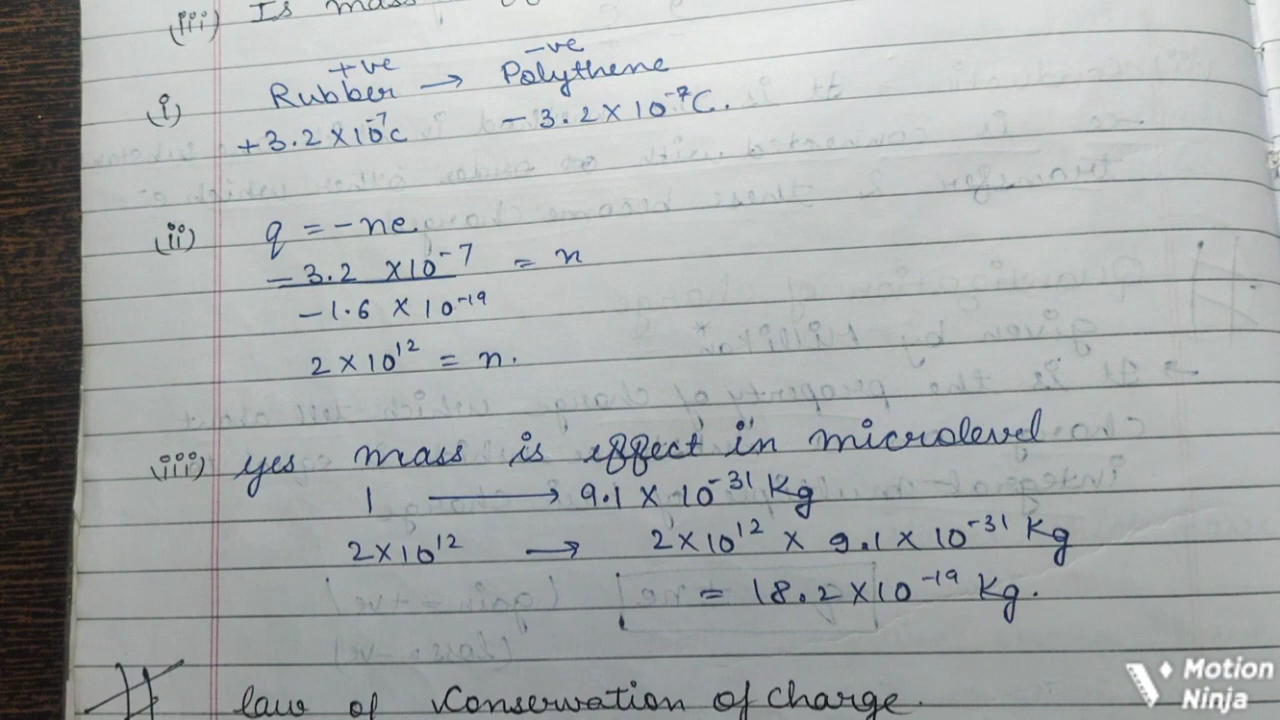 (iii) Is mass
+ve -ve
(i) Rubber → Polythene
+3.2×10⁻⁷C - 3.2×10⁻⁷C.
(ii) q = -ne.
-3.2 ×10⁻⁷ = n
-1.6 × 10⁻¹⁹
2×10¹² = n.
(iii) yes mass is effect in microlevel
1 → 9.1×10⁻³¹ Kg
2×10¹² → 2×10¹² × 9.1×10⁻³¹ Kg
= 18.2×10⁻¹⁹ Kg.
# law of Conservation of charge.
Motion
Ninja